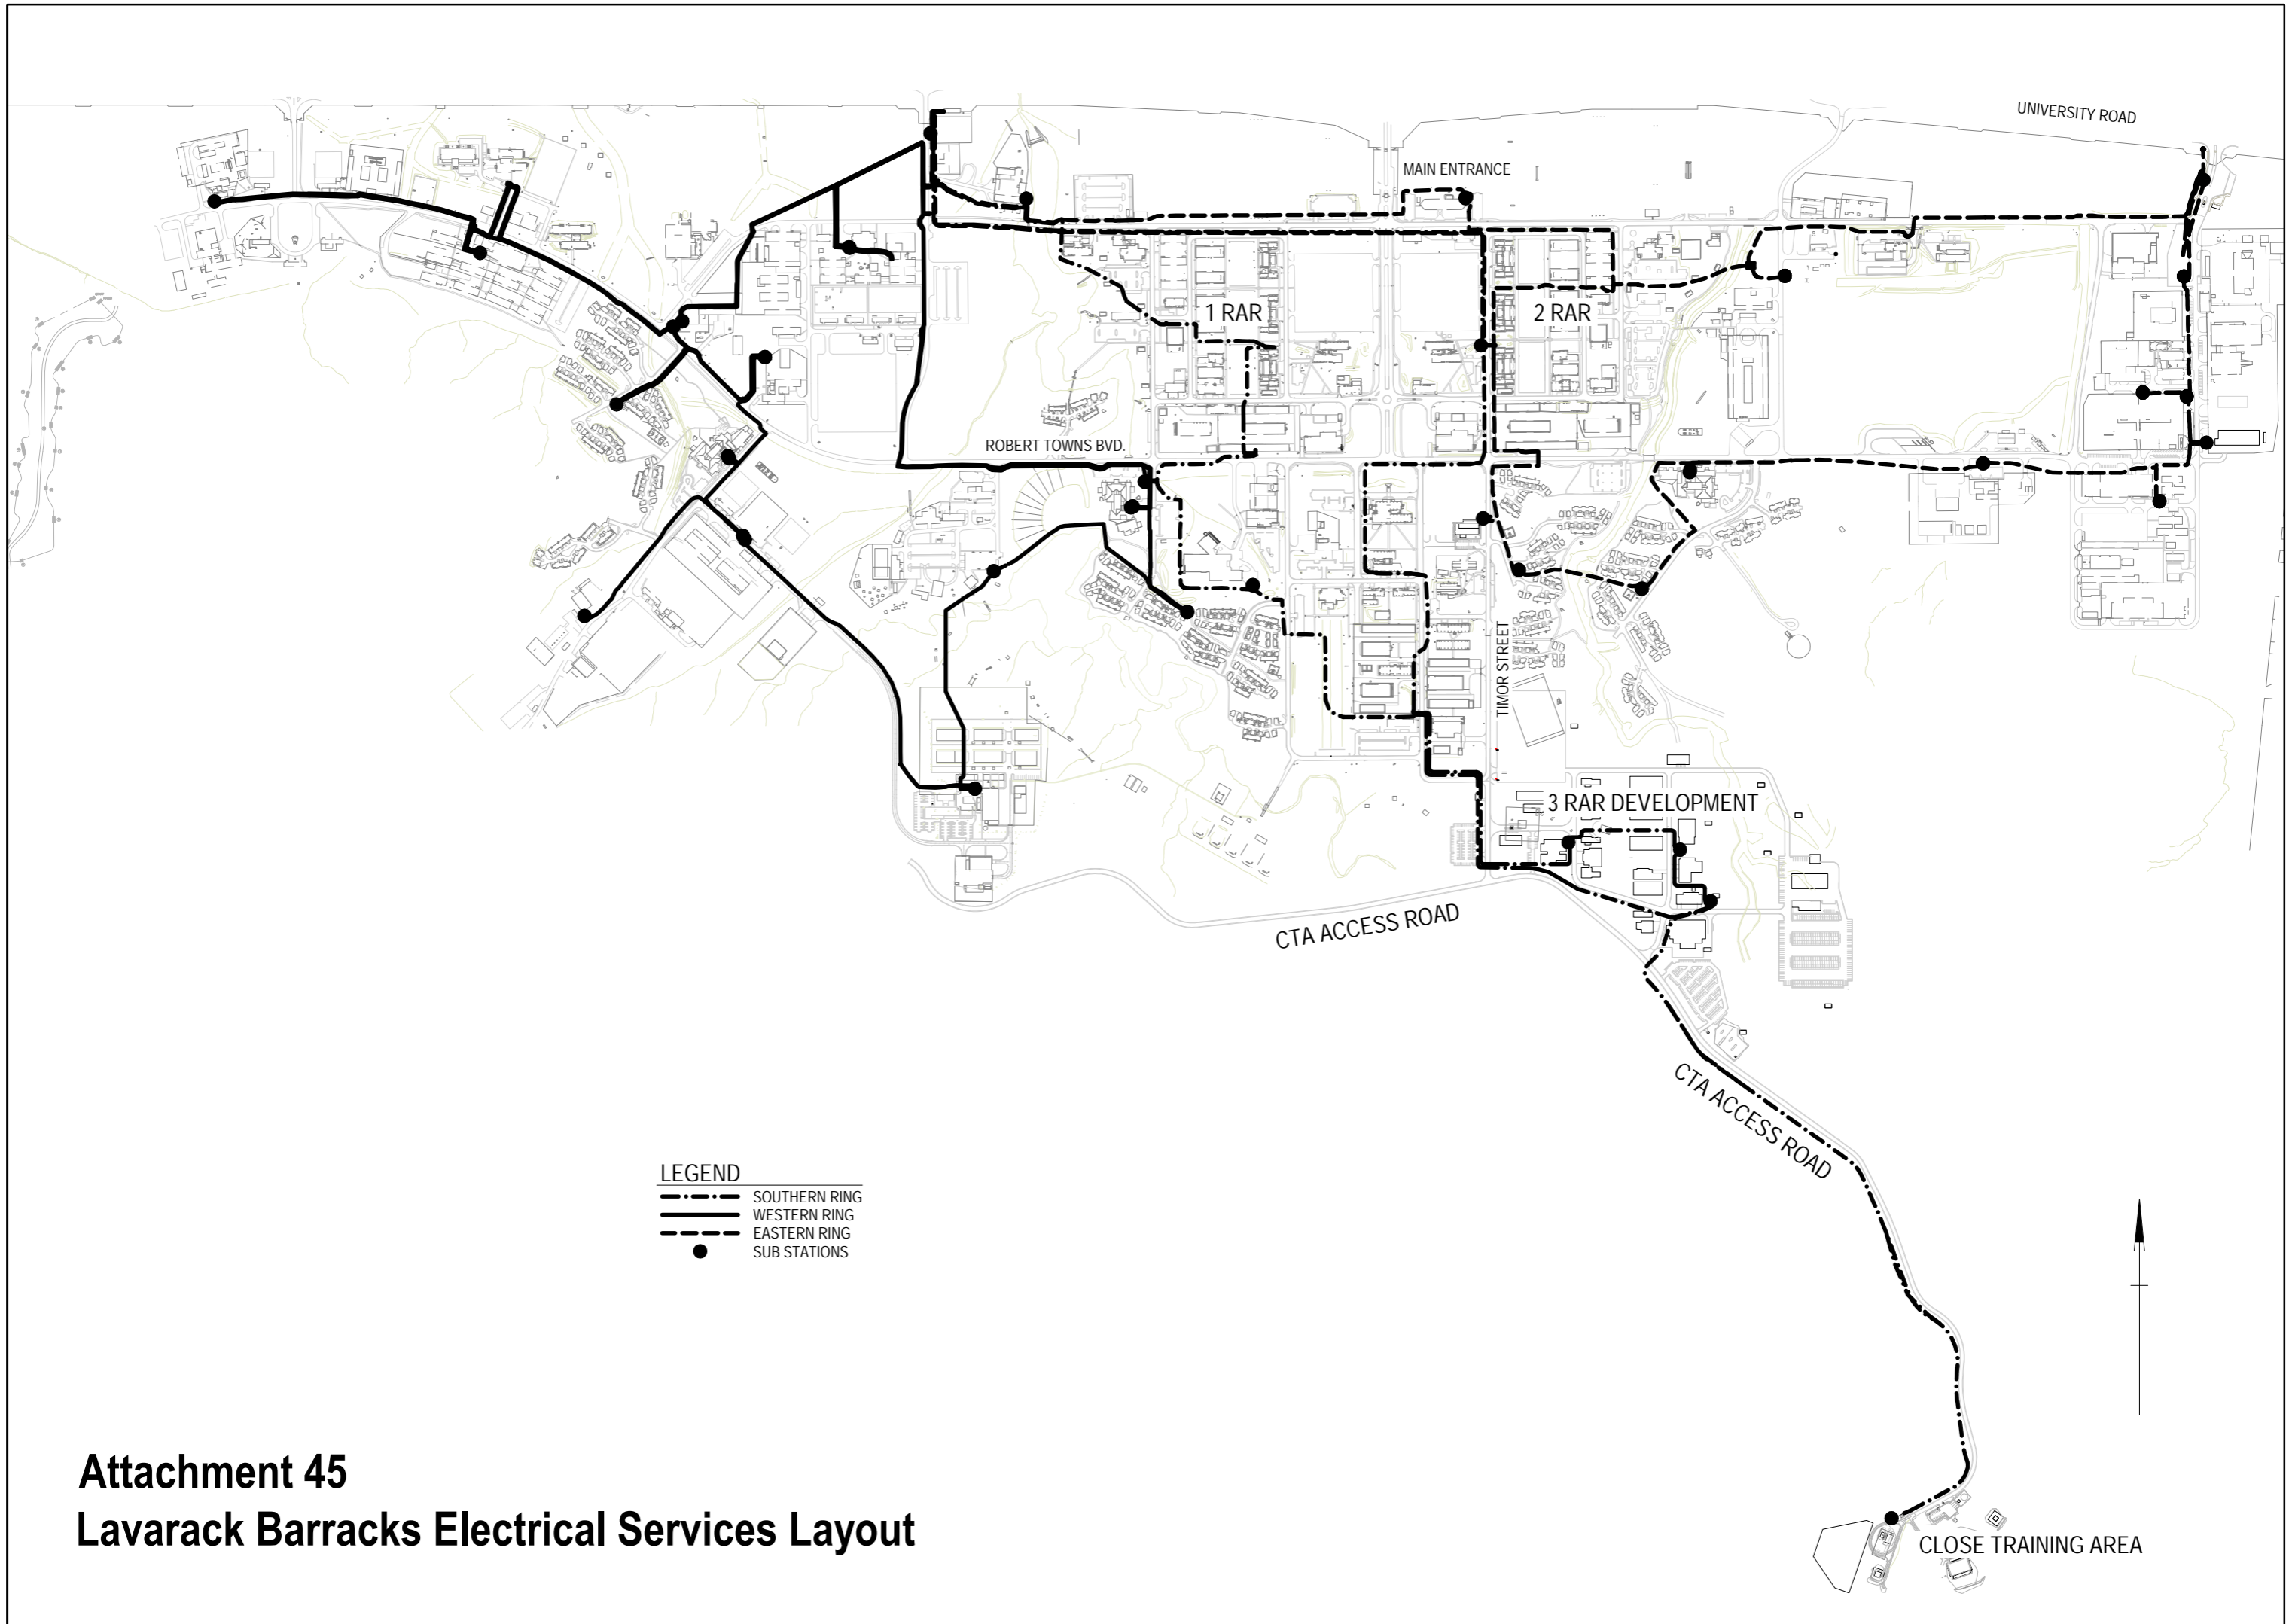 UNIVERSITY ROAD
MAIN ENTRANCE
1 RAR
2 RAR
ROBERT TOWNS BVD.
TIMOR STREET
3 RAR DEVELOPMENT
CTA ACCESS ROAD
CTA ACCESS ROAD
LEGEND
SOUTHERN RING
WESTERN RING
EASTERN RING
SUB STATIONS
CLOSE TRAINING AREA
Attachment 45
Lavarack Barracks Electrical Services Layout